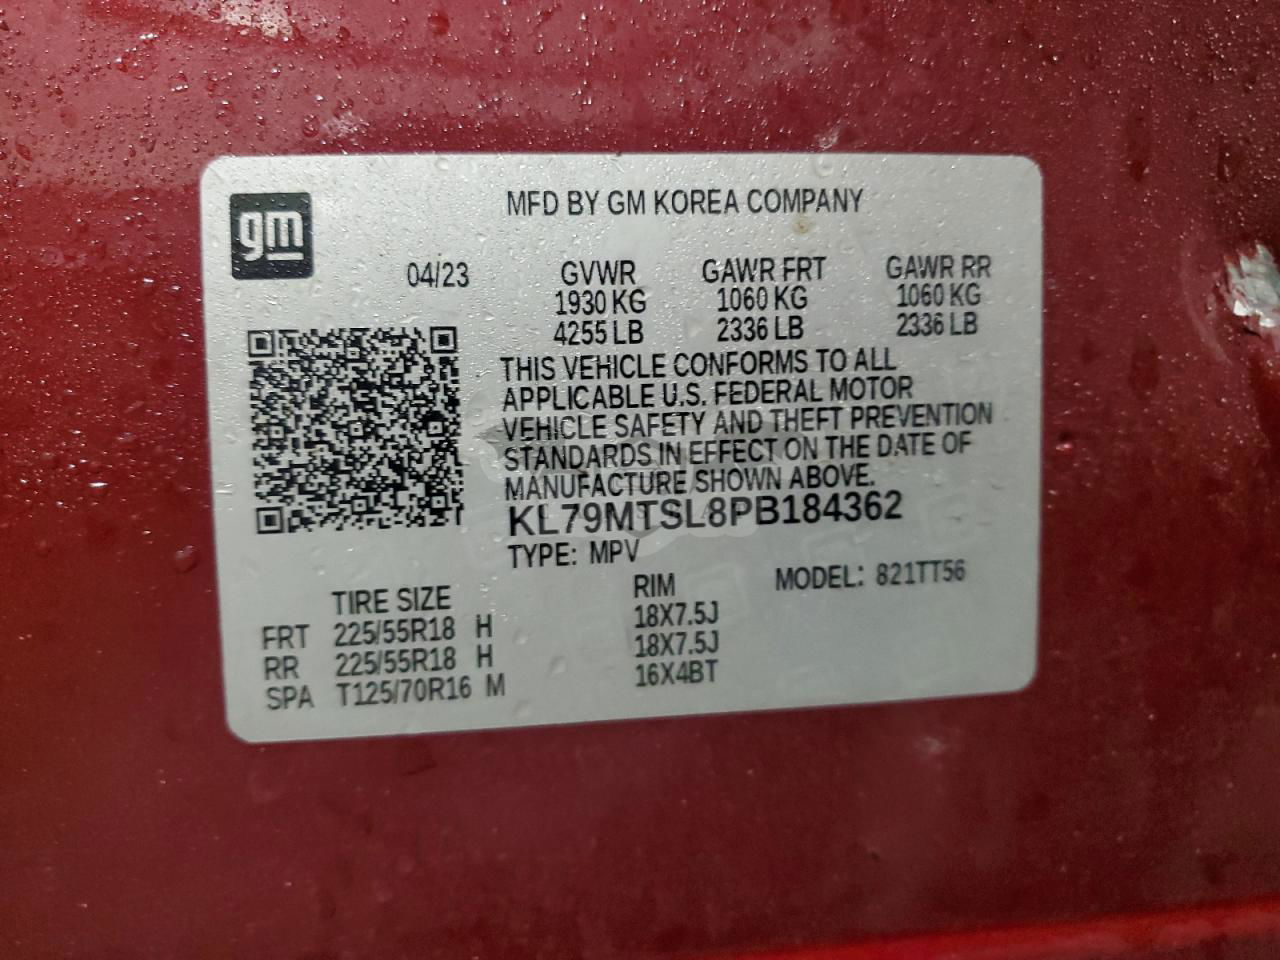 gm
MFD BY GM KOREA COMPANY
04/23 GVWR GAWR FRT GAWR RR
1930 KG 1060 KG 1060 KG
4255 LB 2336 LB 2336 LB
THIS VEHICLE CONFORMS TO ALL
APPLICABLE U.S. FEDERAL MOTOR
VEHICLE SAFETY AND THEFT PREVENTION
STANDARDS IN EFFECT ON THE DATE OF
MANUFACTURE SHOWN ABOVE.
KL79MTSL8PB184362
TYPE: MPV
TIRE SIZE RIM MODEL: 821TT56
FRT 225/55R18 H 18X7.5J
RR 225/55R18 H 18X7.5J
SPA T125/70R16 M 16X4BT